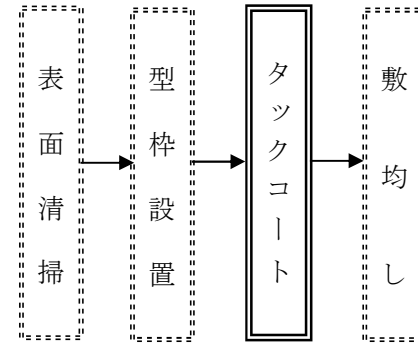 表面清掃
型枠設置
タックコート
敷均し